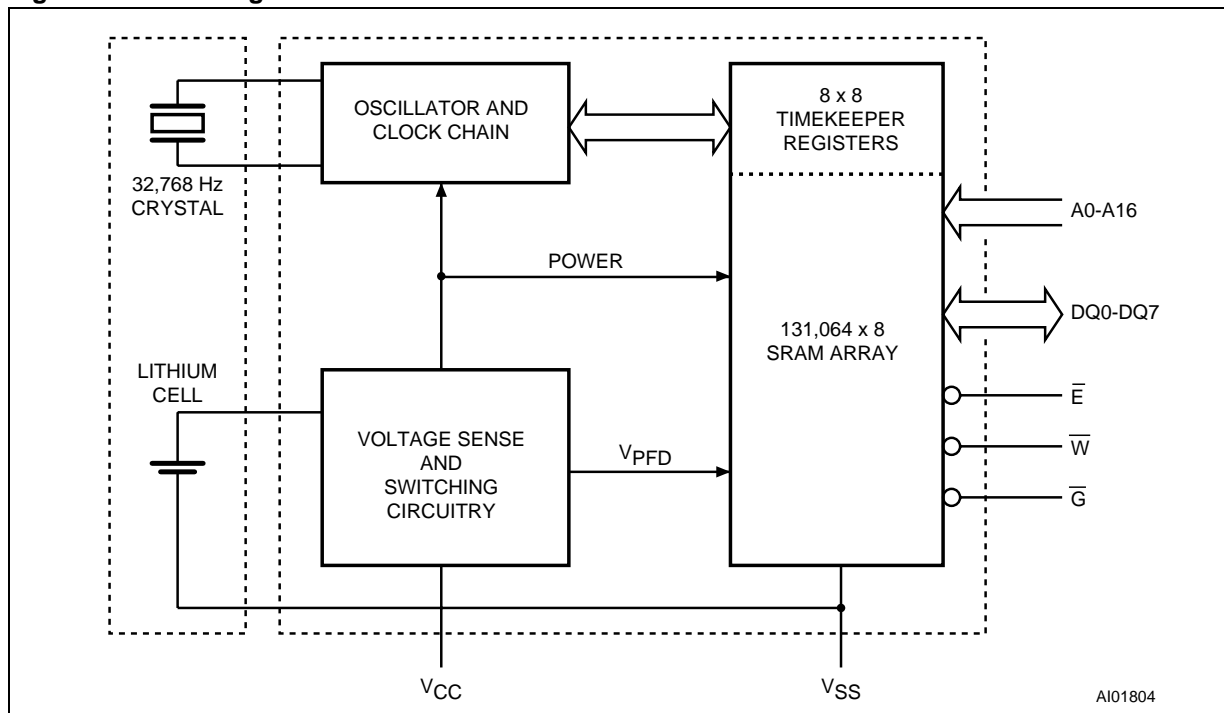 OSCILLATOR AND
CLOCK CHAIN
8 x 8
TIMEKEEPER
REGISTERS
32,768 Hz
CRYSTAL
A0-A16
POWER
131,064 x 8
SRAM ARRAY
DQ0-DQ7
LITHIUM
CELL
VOLTAGE SENSE
AND
SWITCHING
CIRCUITRY
VPFD
E̅
W̅
G̅
VCC
VSS
AI01804